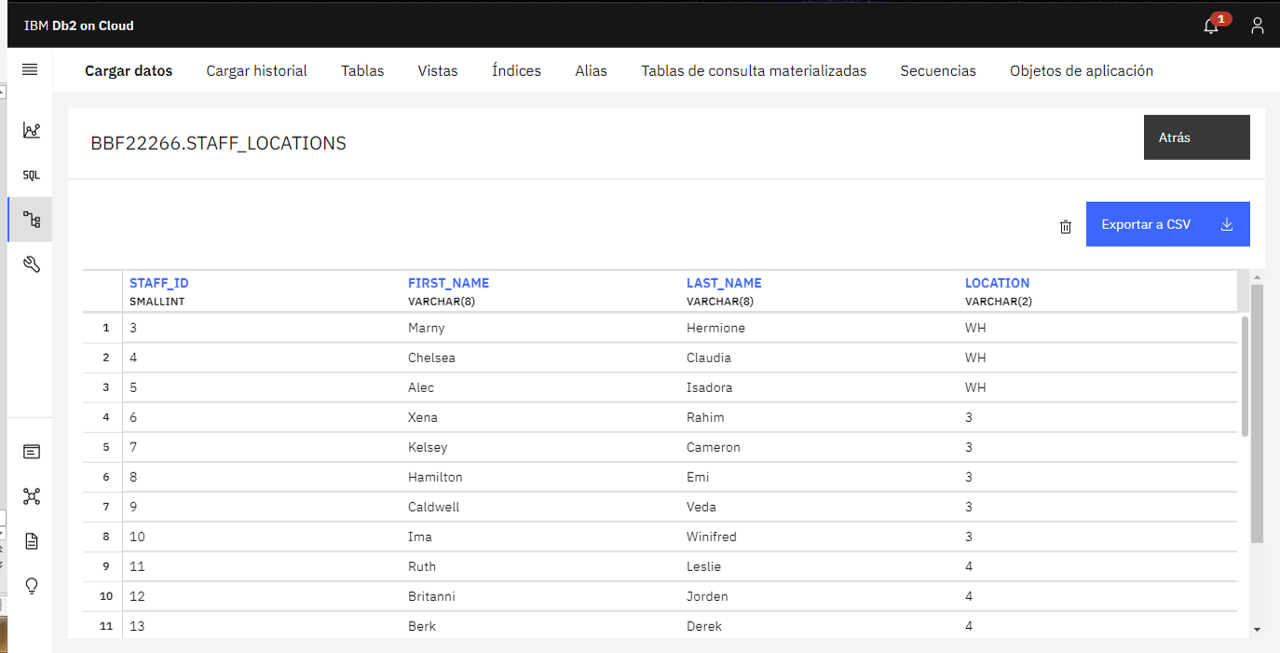 IBM Db2 on Cloud
1
Cargar datos Cargar historial Tablas Vistas Índices Alias Tablas de consulta materializadas Secuencias Objetos de aplicación
BBF22266.STAFF_LOCATIONS
Atrás
SQL
Exportar a CSV
STAFF_ID FIRST_NAME LAST_NAME LOCATION
SMALLINT VARCHAR(8) VARCHAR(8) VARCHAR(2)
1 3 Marny Hermione WH
2 4 Chelsea Claudia WH
3 5 Alec Isadora WH
4 6 Xena Rahim 3
5 7 Kelsey Cameron 3
6 8 Hamilton Emi 3
7 9 Caldwell Veda 3
8 10 Ima Winifred 3
9 11 Ruth Leslie 4
10 12 Britanni Jorden 4
11 13 Berk Derek 4